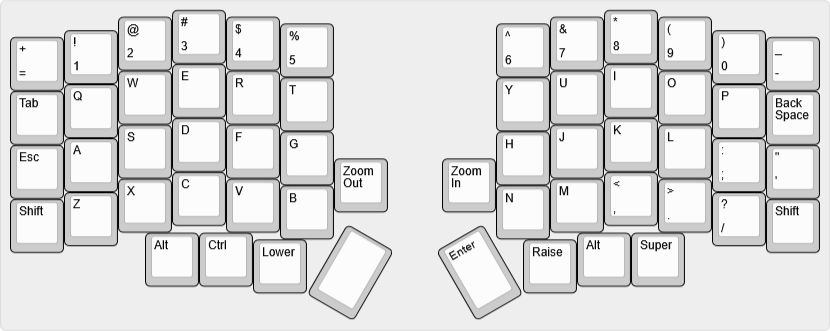 + ! @ # $ % ^ & * ( ) _
= 1 2 3 4 5 6 7 8 9 0 -
Tab Q W E R T Y U I O P Back
Space
Esc A S D F G H J K L : "
; '
Zoom Zoom
Out In
Shift Z X C V B N M < > ? Shift
, . /
Alt Ctrl Lower Enter Raise Alt Super